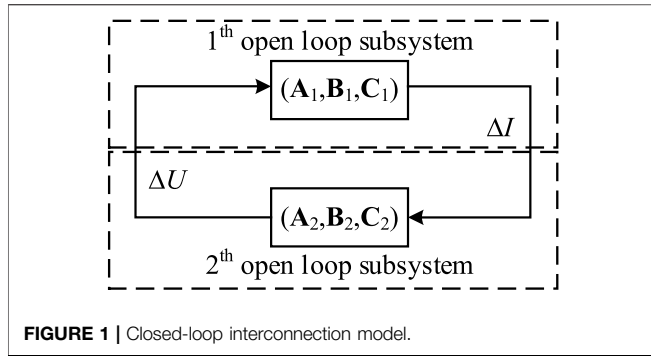 1th open loop subsystem
(A1,B1,C1)
ΔI
ΔU
(A2,B2,C2)
2th open loop subsystem
FIGURE 1 | Closed-loop interconnection model.